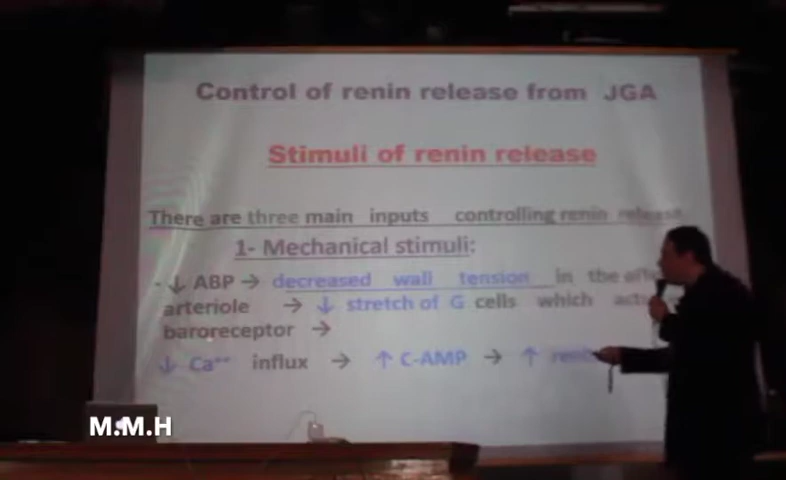 Control of renin release from JGA
Stimuli of renin release
There are three main inputs controlling renin release
1- Mechanical stimuli:
- ↓ ABP → decreased wall tension in the
arteriole → ↓ stretch of G cells which
baroreceptor →
↓ Ca⁺⁺ influx → ↑ C-AMP → ↑
M.M.H